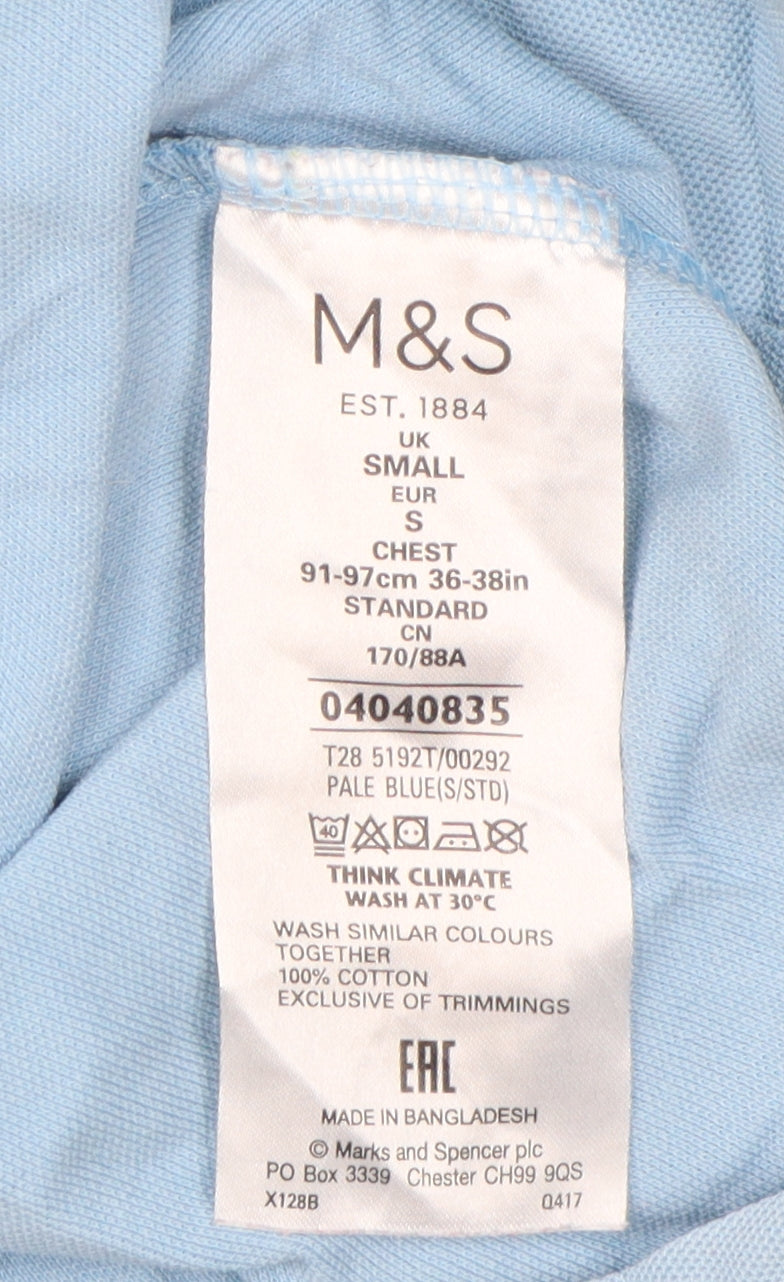 M&S
EST. 1884
UK
SMALL
EUR
S
CHEST
91-97cm 36-38in
STANDARD
CN
170/88A
04040835
T28 5192T/00292
PALE BLUE(S/STD)
40
THINK CLIMATE
WASH AT 30°C
WASH SIMILAR COLOURS
TOGETHER
100% COTTON
EXCLUSIVE OF TRIMMINGS
EAC
MADE IN BANGLADESH
© Marks and Spencer plc
PO Box 3339 Chester CH99 9QS
X128B Q417